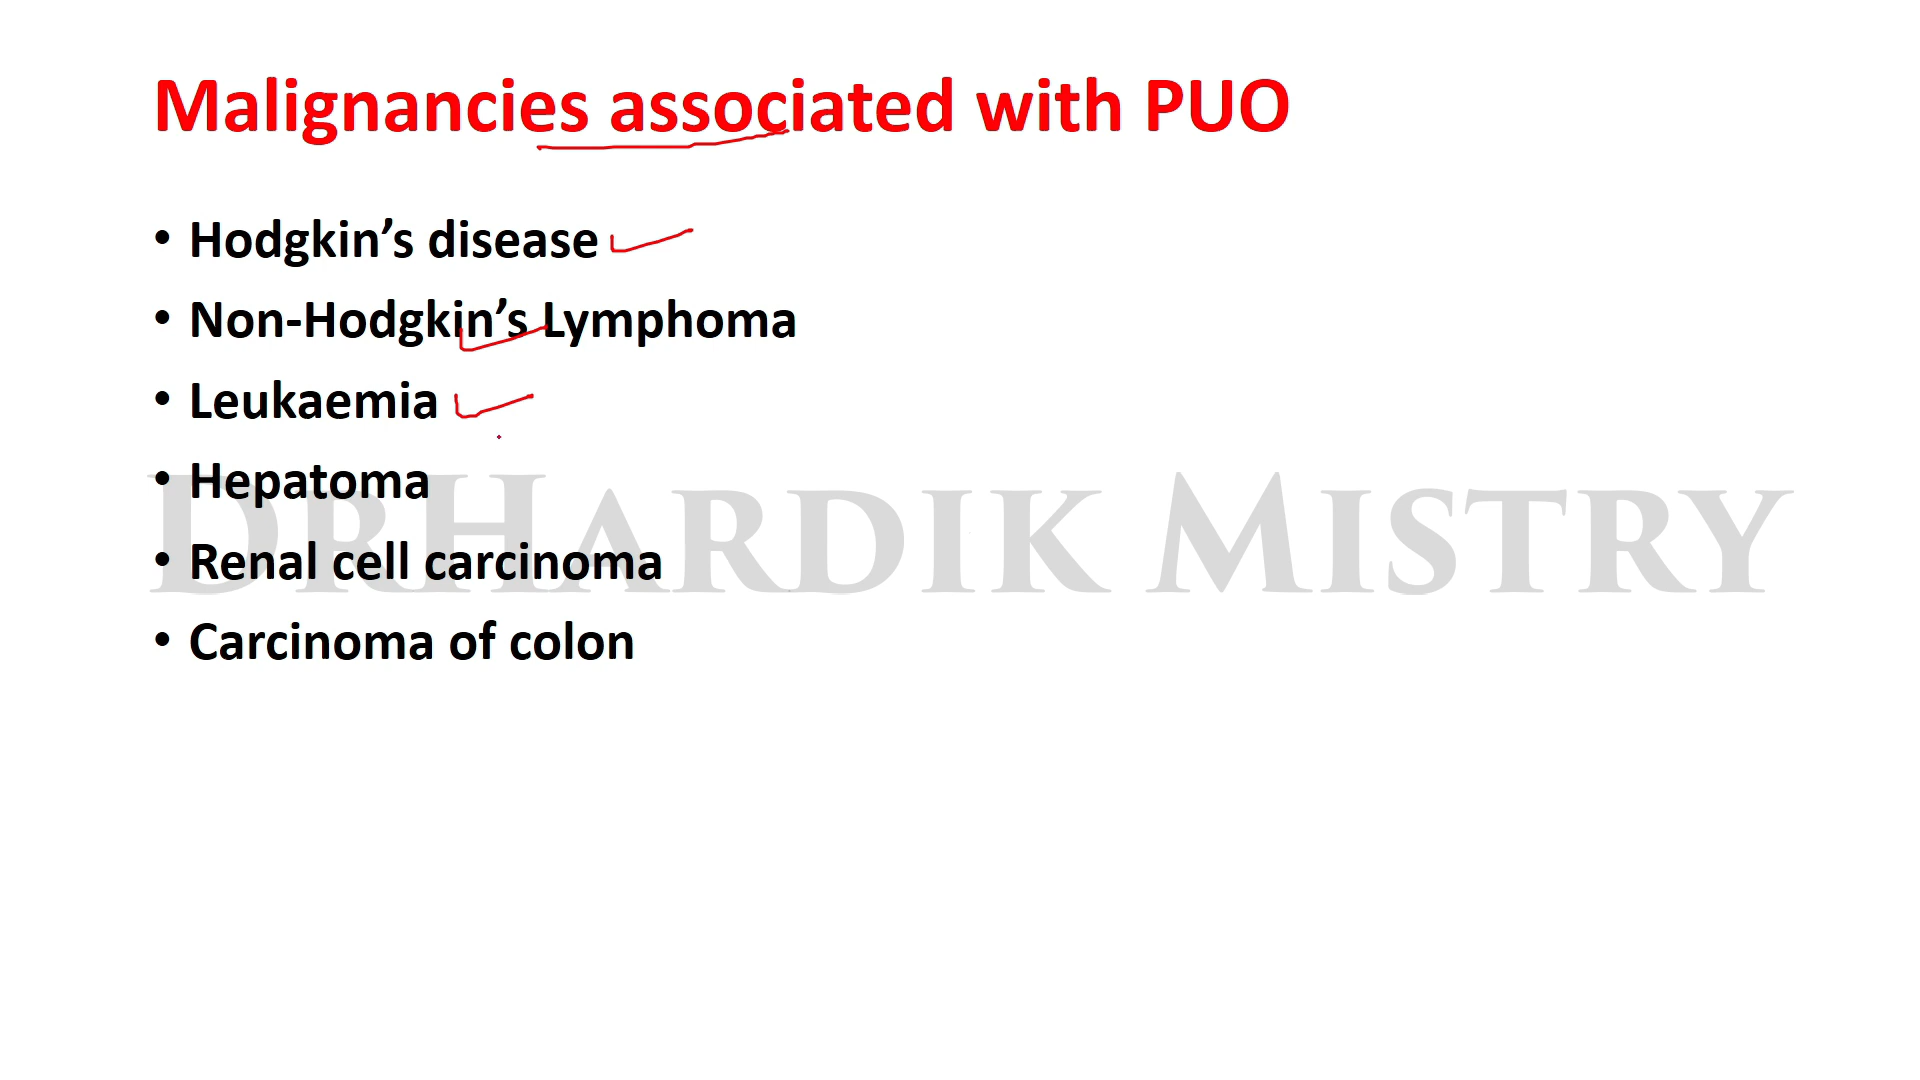 Malignancies associated with PUO
• Hodgkin’s disease
• Non-Hodgkin’s Lymphoma
• Leukaemia
• Hepatoma
DrHardik Mistry
• Renal cell carcinoma
• Carcinoma of colon